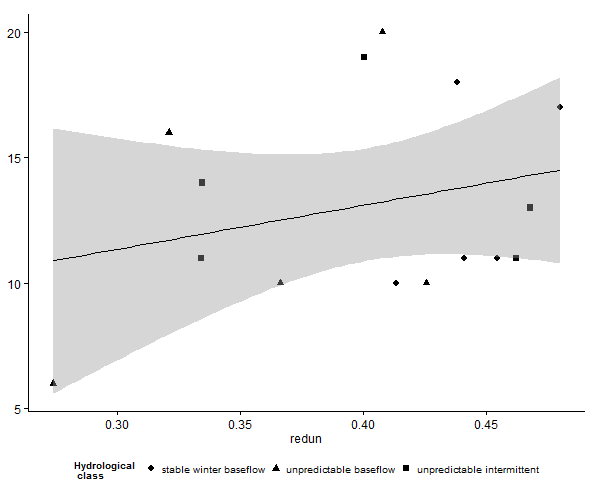 20
15
10
5
0.30 0.35 0.40 0.45
redun
Hydrological
class
stable winter baseflow unpredictable baseflow unpredictable intermittent